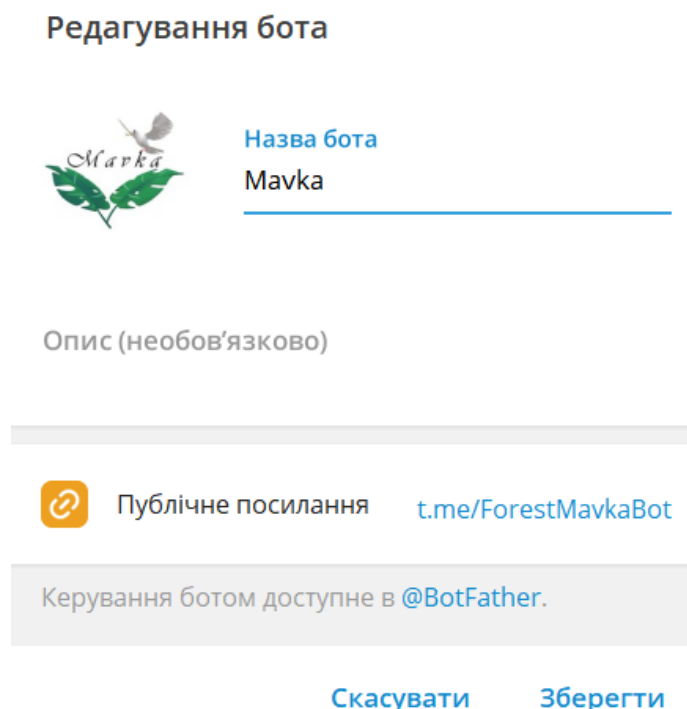 Редагування бота
Mavka
Назва бота
Mavka
Опис (необов’язково)
Публічне посилання t.me/ForestMavkaBot
Керування ботом доступне в @BotFather.
Скасувати Зберегти